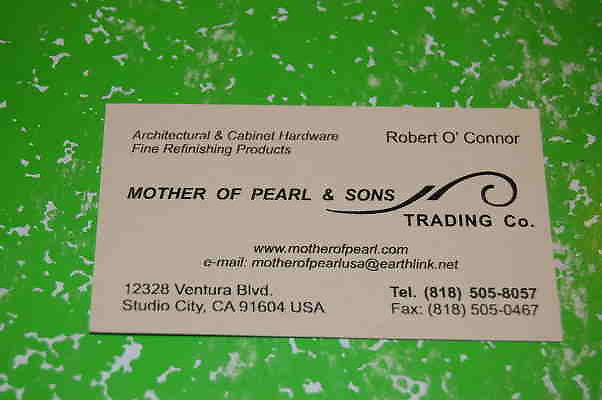 Architectural & Cabinet Hardware
Fine Refinishing Products
Robert O' Connor
MOTHER OF PEARL & SONS
TRADING Co.
www.motherofpearl.com
e-mail: motherofpearlusa@earthlink.net
12328 Ventura Blvd.
Studio City, CA 91604 USA
Tel. (818) 505-8057
Fax: (818) 505-0467